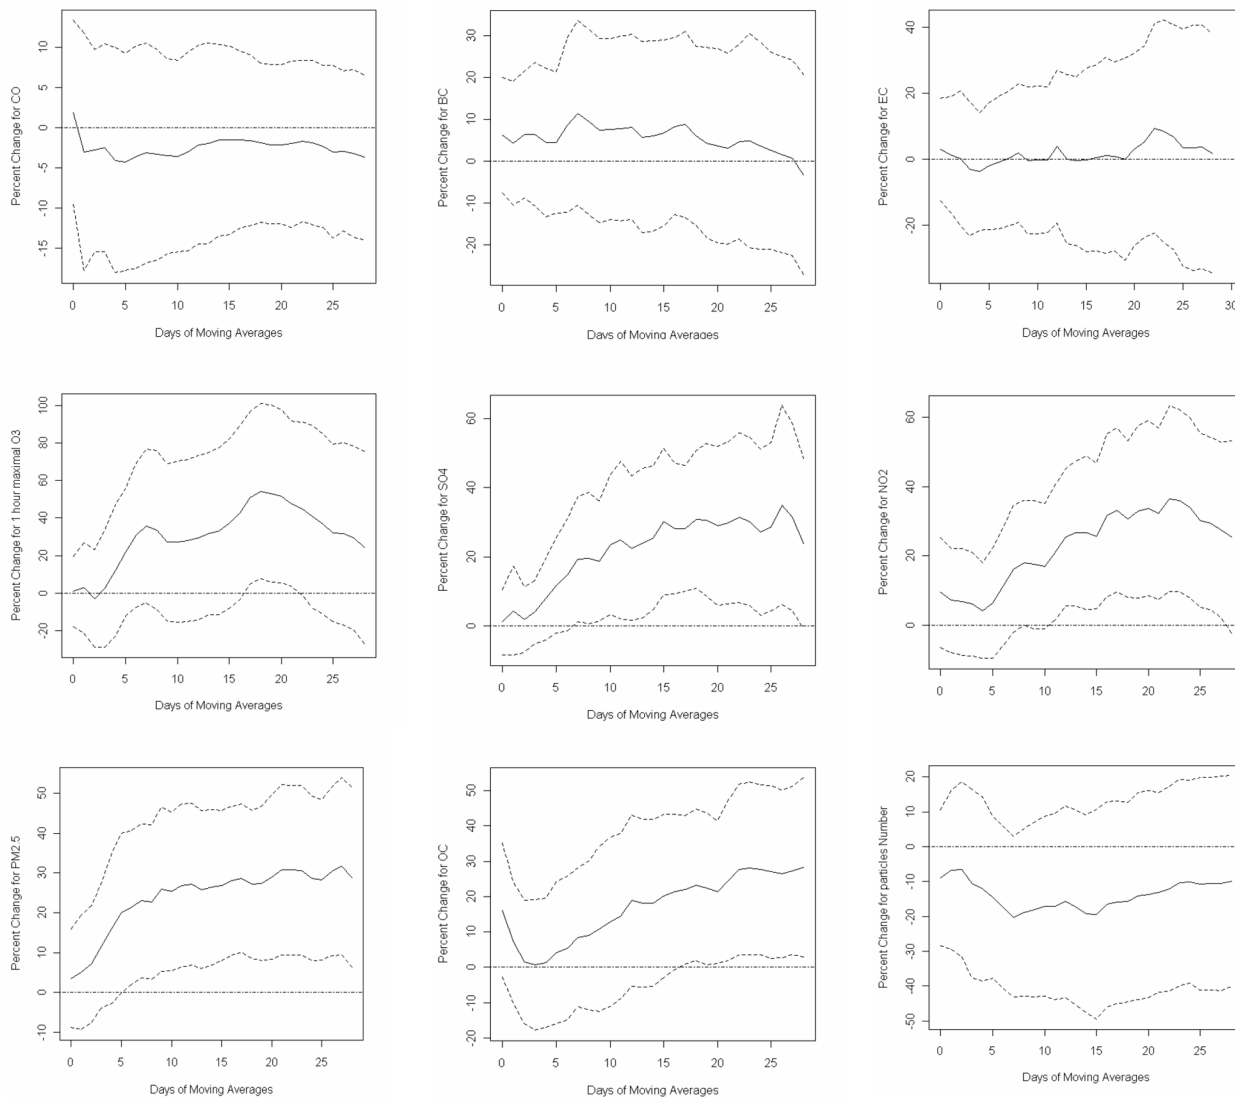 Percent Change for CO
10
5
0
-5
-10
-15
0 5 10 15 20 25
Days of Moving Averages
Percent Change for BC
30
20
10
0
-10
-20
0 5 10 15 20 25
Days of Moving Averages
Percent Change for EC
40
20
0
-20
0 5 10 15 20 25 30
Days of Moving Averages
Percent Change for 1 hour maximal O3
100
80
60
40
20
0
-20
0 5 10 15 20 25
Days of Moving Averages
Percent Change for SO4
60
40
20
0
0 5 10 15 20 25
Days of Moving Averages
Percent Change for NO2
60
40
20
0
0 5 10 15 20 25
Days of Moving Averages
Percent Change for PM2.5
50
40
30
20
10
0
-10
0 5 10 15 20 25
Days of Moving Averages
Percent Change for OC
50
40
30
20
10
0
-10
-20
0 5 10 15 20 25
Days of Moving Averages
Percent Change for particles Number
20
10
0
-10
-20
-30
-40
-50
0 5 10 15 20 25
Days of Moving Averages